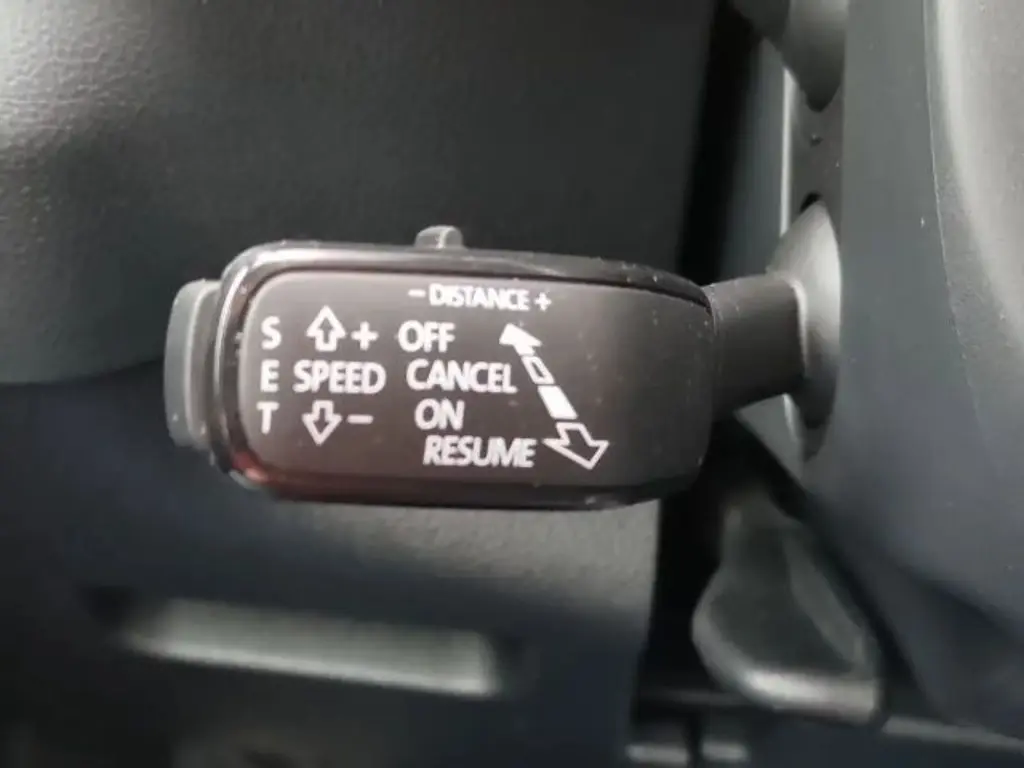 – DISTANCE +
S + OFF
E SPEED CANCEL
T – ON
RESUME